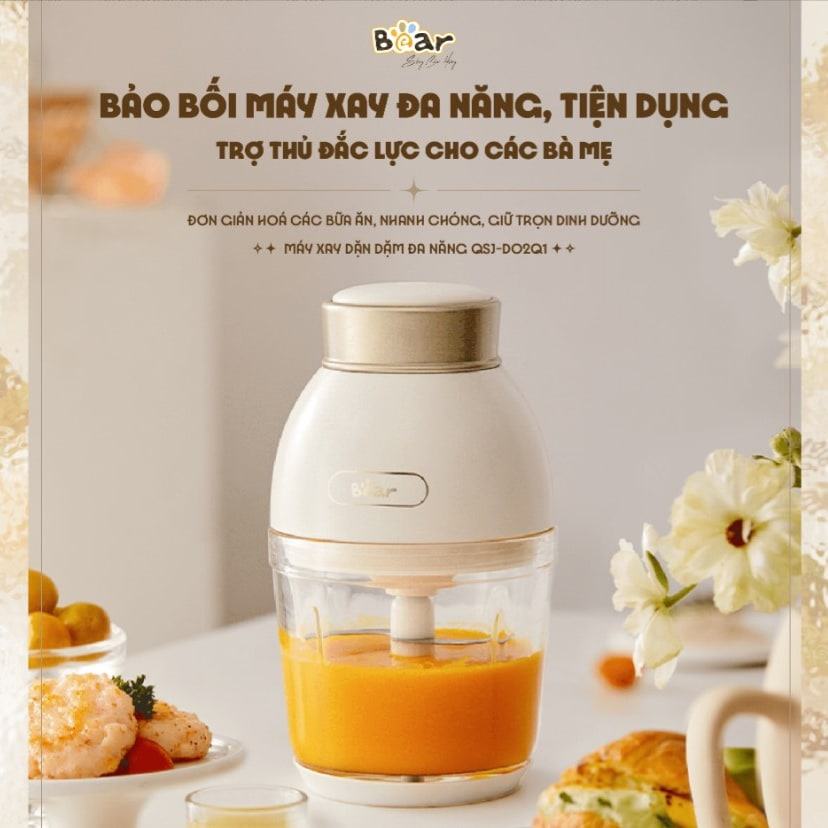 Bear
BẢO BỐI MÁY XAY ĐA NĂNG, TIỆN DỤNG
TRỢ THỦ ĐẮC LỰC CHO CÁC BÀ MẸ
ĐƠN GIẢN HOÁ CÁC BỮA ĂN, NHANH CHÓNG, GIỮ TRỌN DINH DƯỠNG
MÁY XAY DẶN DẶM ĐA NĂNG QSJ-D02Q1
Bear